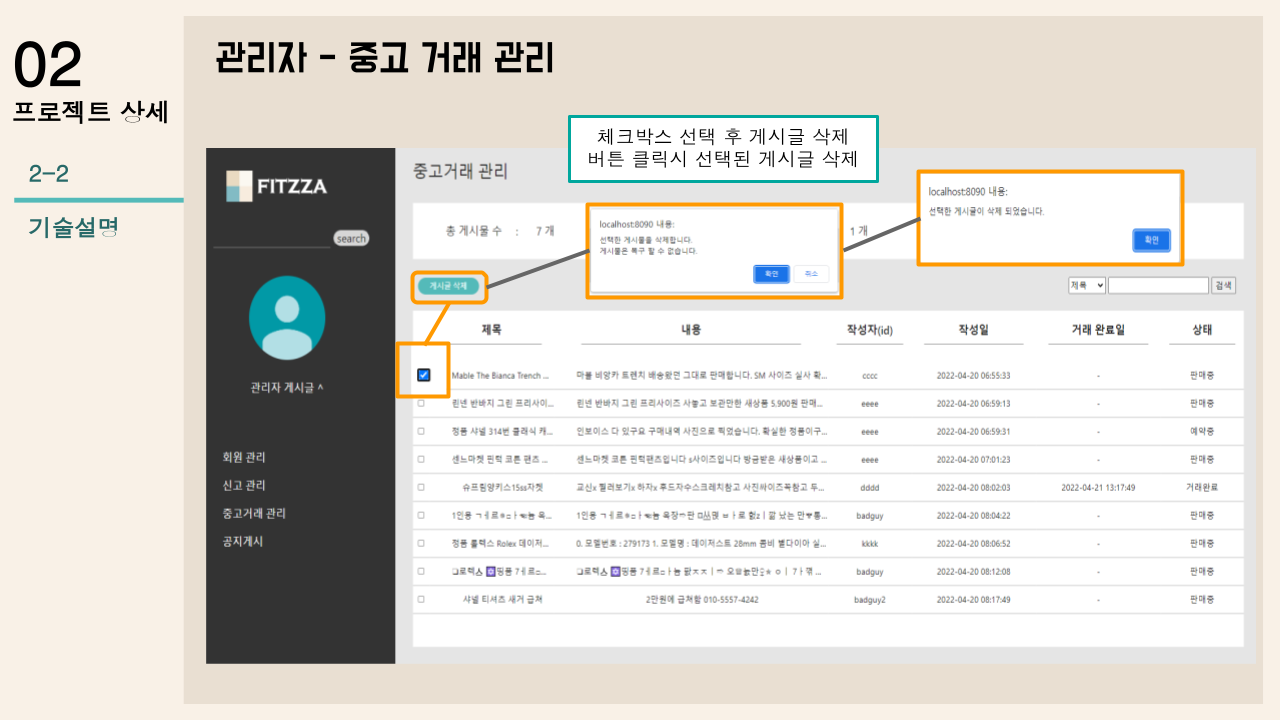 02
프로젝트 상세
2-2
기술설명
관리자 - 중고 거래 관리
체크박스 선택 후 게시글 삭제
버튼 클릭시 선택된 게시글 삭제
FITZZA
search
관리자 게시글 ^
회원 관리
신고 관리
중고거래 관리
공지게시
중고거래 관리
총 게시물 수 : 7 개
1 개
localhost:8090 내용:
선택한 게시물을 삭제합니다.
게시물은 복구 할 수 없습니다.
확인 취소
localhost:8090 내용:
선택한 게시글이 삭제 되었습니다.
확인
게시글 삭제
제목 검색
제목 내용 작성자(id) 작성일 거래 완료일 상태
Mable The Bianca Trench ... 마블 비앙카 트렌치 배송왔던 그대로 판매합니다. SM 사이즈 실사 확... cccc 2022-04-20 06:55:33 - 판매중
린넨 반바지 그린 프리사이... 린넨 반바지 그린 프리사이즈 사놓고 보관만한 새상품 5,900원 판매... eeee 2022-04-20 06:59:13 - 판매중
정품 샤넬 314번 클래식 캐... 인보이스 다 있구요 구매내역 사진으로 찍었습니다. 확실한 정품이구... eeee 2022-04-20 06:59:31 - 예약중
센느마켓 핀턱 코튼 팬츠 ... 센느마켓 코튼 핀턱팬츠입니다 s사이즈입니다 방금받은 새상품이고 ... eeee 2022-04-20 07:01:23 - 판매중
슈프림양키스15ss자켓 교신x 찔러보기x 하자x 후드자수스크래치참고 사진싸이즈꼭참고 두... dddd 2022-04-20 08:02:03 2022-04-21 13:17:49 거래완료
badguy 2022-04-20 08:04:22 - 판매중
정품 롤렉스 Rolex 데이저... 0. 모델번호 : 279173 1. 모델명 : 데이저스트 28mm 콤비 별다이아 실... kkkk 2022-04-20 08:06:52 - 판매중
badguy 2022-04-20 08:12:08 - 판매중
샤넬 티셔츠 새거 급쳐 2만원에 급쳐함 010-5557-4242 badguy2 2022-04-20 08:17:49 - 판매중